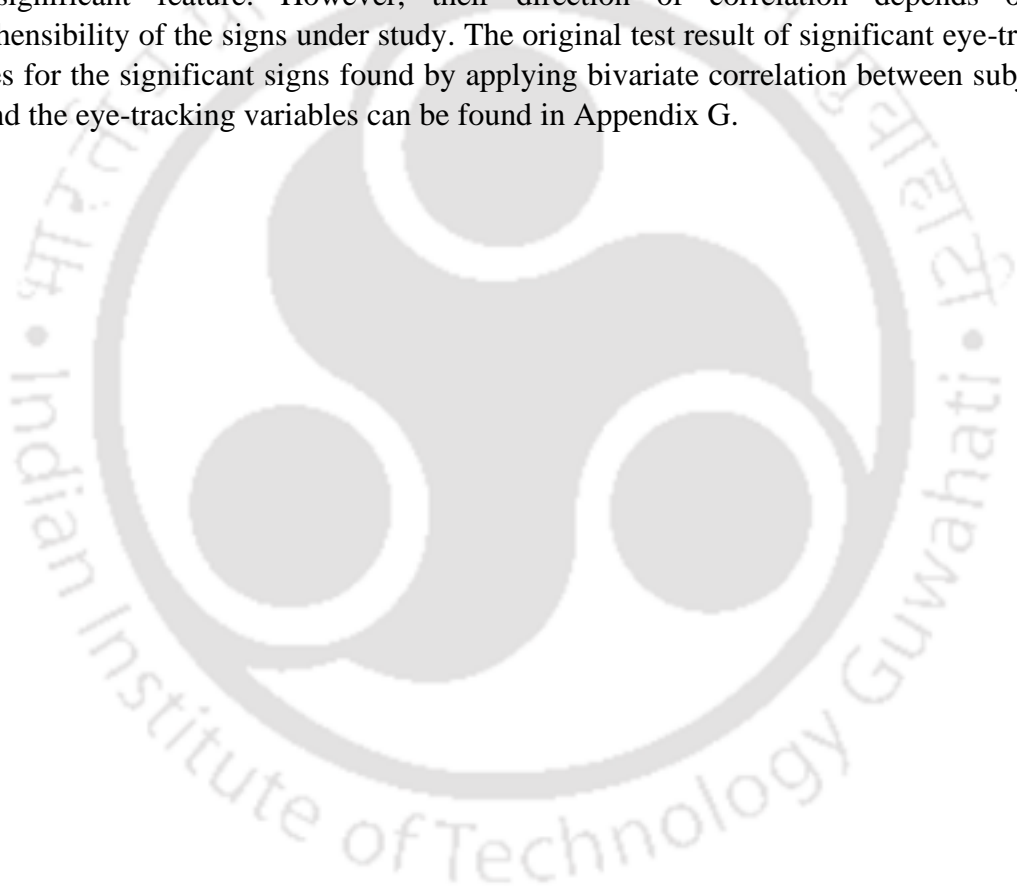 significant feature. However, their direction of correlation depends
hensibility of the signs under study. The original test result of significant eye-tr
es for the significant signs found by applying bivariate correlation between subj
nd the eye-tracking variables can be found in Appendix G.
Indian Institute of Technology Guwahati